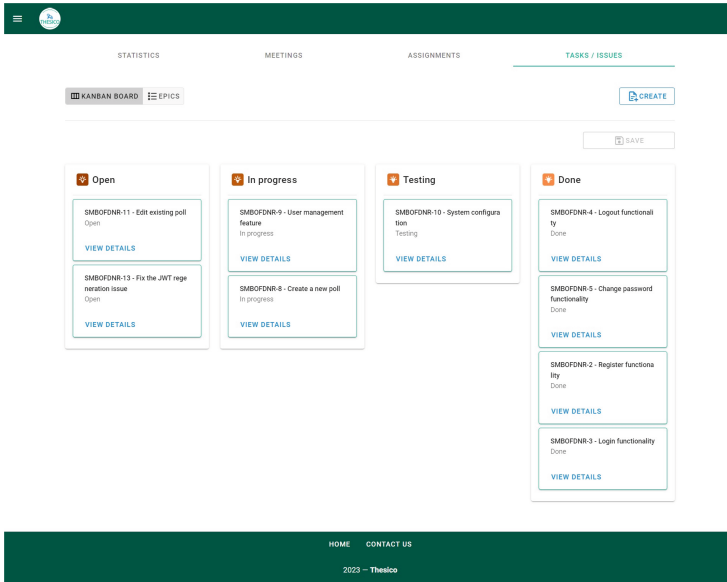 THESICO
STATISTICS MEETINGS ASSIGNMENTS TASKS / ISSUES
KANBAN BOARD EPICS CREATE
SAVE
Open
SMBOFDNR-11 - Edit existing poll
Open
VIEW DETAILS
SMBOFDNR-13 - Fix the JWT rege
neration issue
Open
VIEW DETAILS
In progress
SMBOFDNR-9 - User management
feature
In progress
VIEW DETAILS
SMBOFDNR-8 - Create a new poll
In progress
VIEW DETAILS
Testing
SMBOFDNR-10 - System configura
tion
Testing
VIEW DETAILS
Done
SMBOFDNR-4 - Logout functionali
ty
Done
VIEW DETAILS
SMBOFDNR-5 - Change password
functionality
Done
VIEW DETAILS
SMBOFDNR-2 - Register functiona
lity
Done
VIEW DETAILS
SMBOFDNR-3 - Login functionality
Done
VIEW DETAILS
HOME CONTACT US
2023 — Thesico